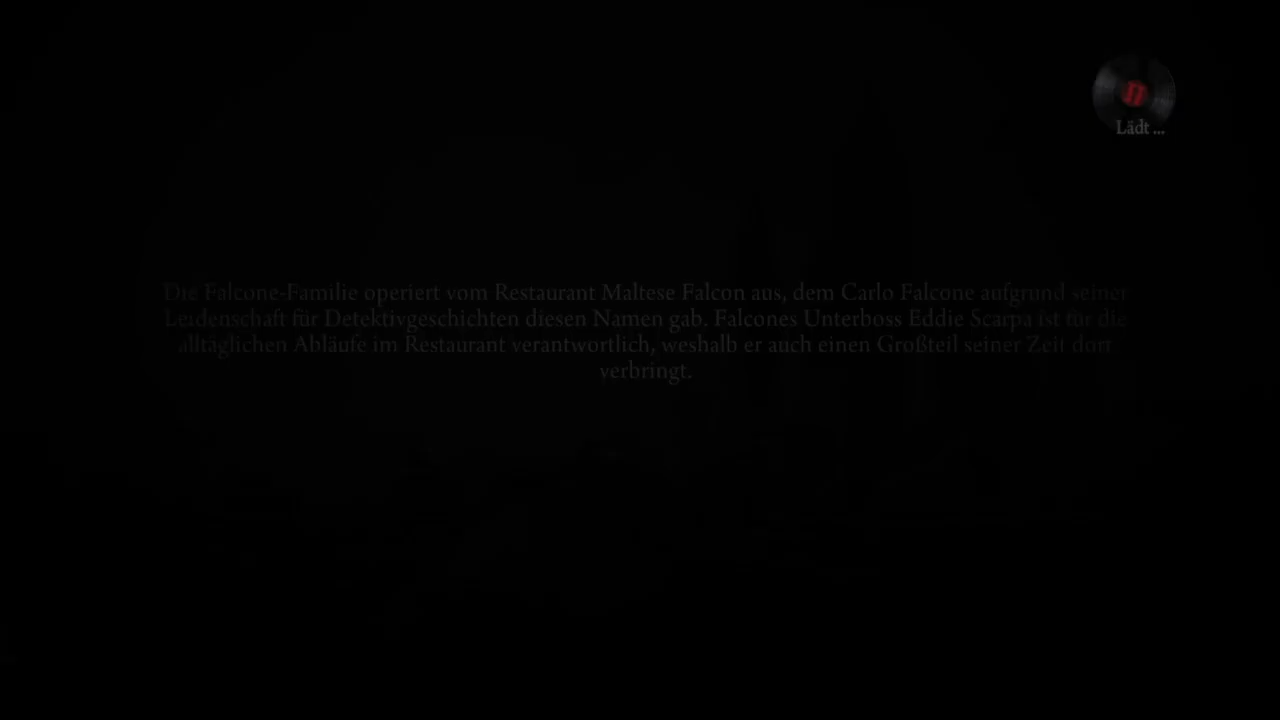 Lädt ...
Die Falcone-Familie operiert vom Restaurant Maltese Falcon aus, dem Carlo Falcone aufgrund seiner
Leidenschaft für Detektivgeschichten diesen Namen gab. Falcones Unterboss Eddie Scarpa ist für die
alltäglichen Abläufe im Restaurant verantwortlich, weshalb er auch einen Großteil seiner Zeit dort
verbringt.